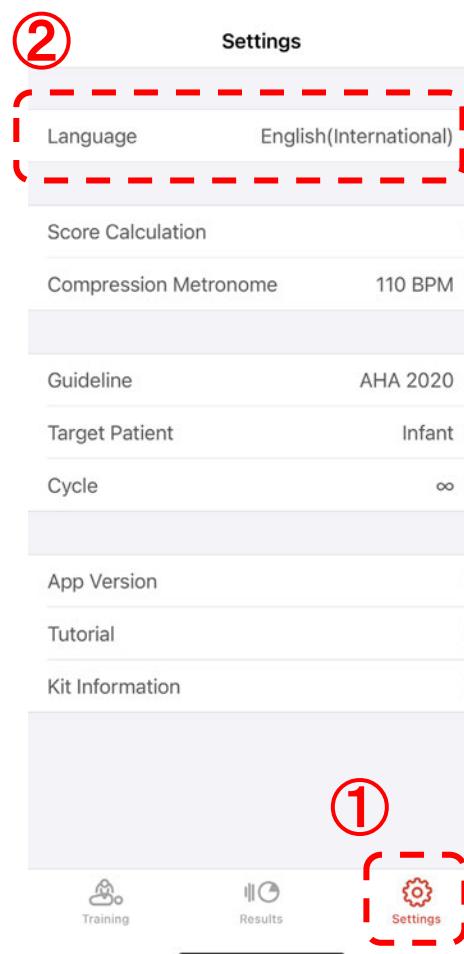 ②
Settings
Language English(International)
Score Calculation
Compression Metronome 110 BPM
Guideline AHA 2020
Target Patient Infant
Cycle ∞
App Version
Tutorial
Kit Information
①
Training Results Settings